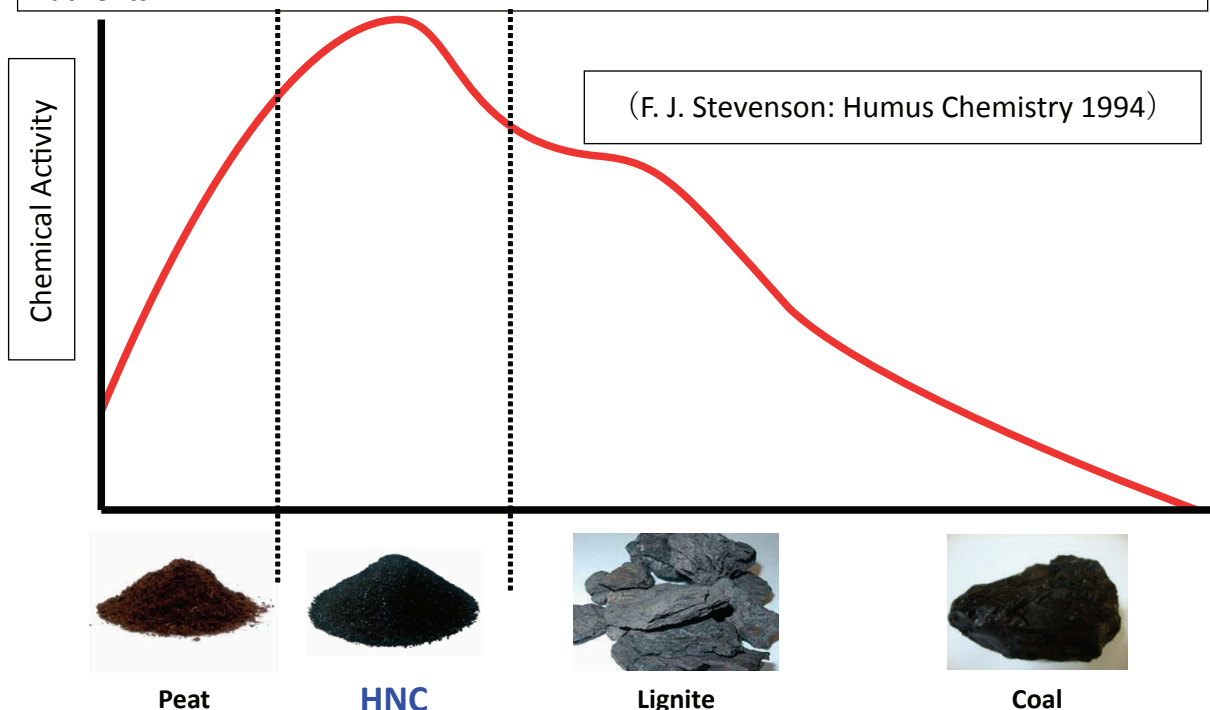 Chemical Activity
（F. J. Stevenson: Humus Chemistry 1994）
Peat
HNC
Lignite
Coal